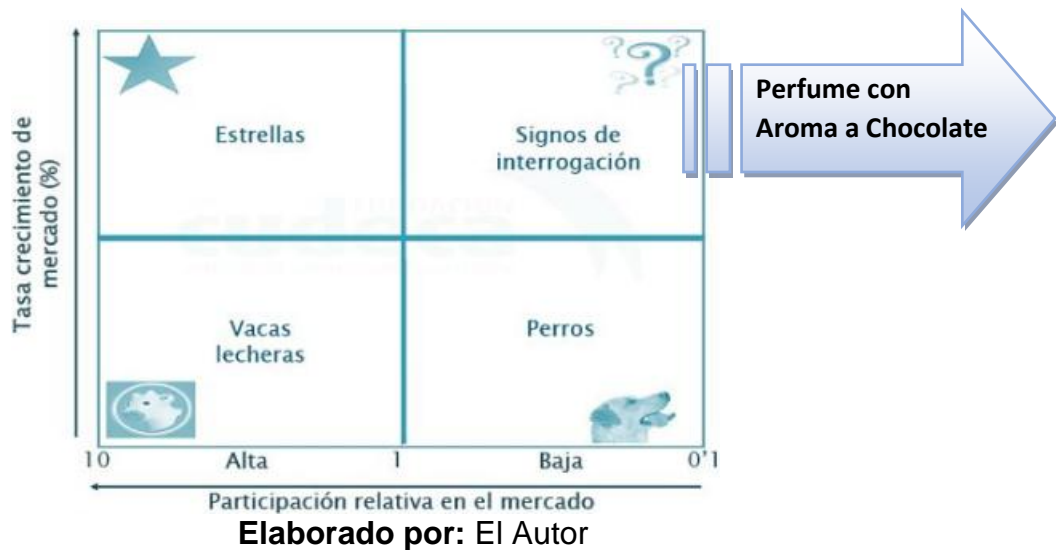 Tasa crecimiento de
mercado (%)
Estrellas
? ? ? ?
Signos de
interrogación
Perfume con
Aroma a Chocolate
Vacas
lecheras
Perros
10
Alta
1
Baja
0'1
Participación relativa en el mercado
Elaborado por: El Autor